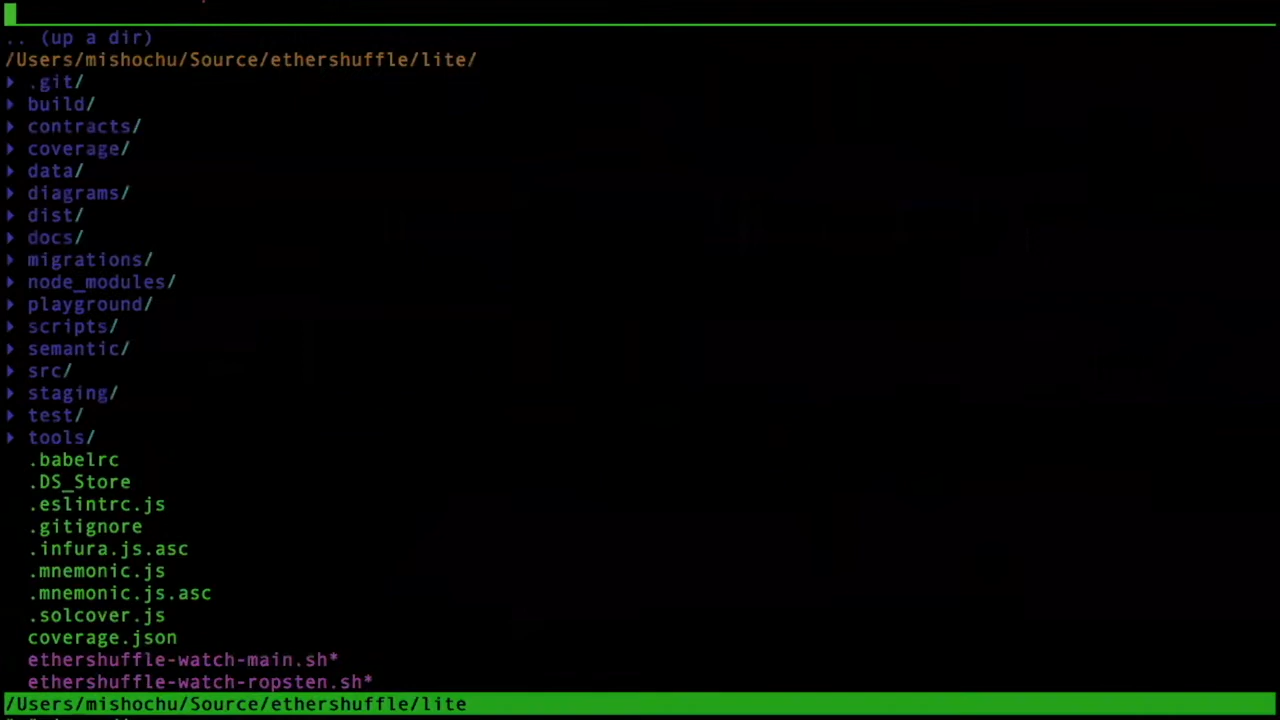 .. (up a dir)
/Users/mishochu/Source/ethershuffle/lite/
▸ .git/
▸ build/
▸ contracts/
▸ coverage/
▸ data/
▸ diagrams/
▸ dist/
▸ docs/
▸ migrations/
▸ node_modules/
▸ playground/
▸ scripts/
▸ semantic/
▸ src/
▸ staging/
▸ test/
▸ tools/
.babelrc
.DS_Store
.eslintrc.js
.gitignore
.infura.js.asc
.mnemonic.js
.mnemonic.js.asc
.solcover.js
coverage.json
ethershuffle-watch-main.sh*
ethershuffle-watch-ropsten.sh*
/Users/mishochu/Source/ethershuffle/lite